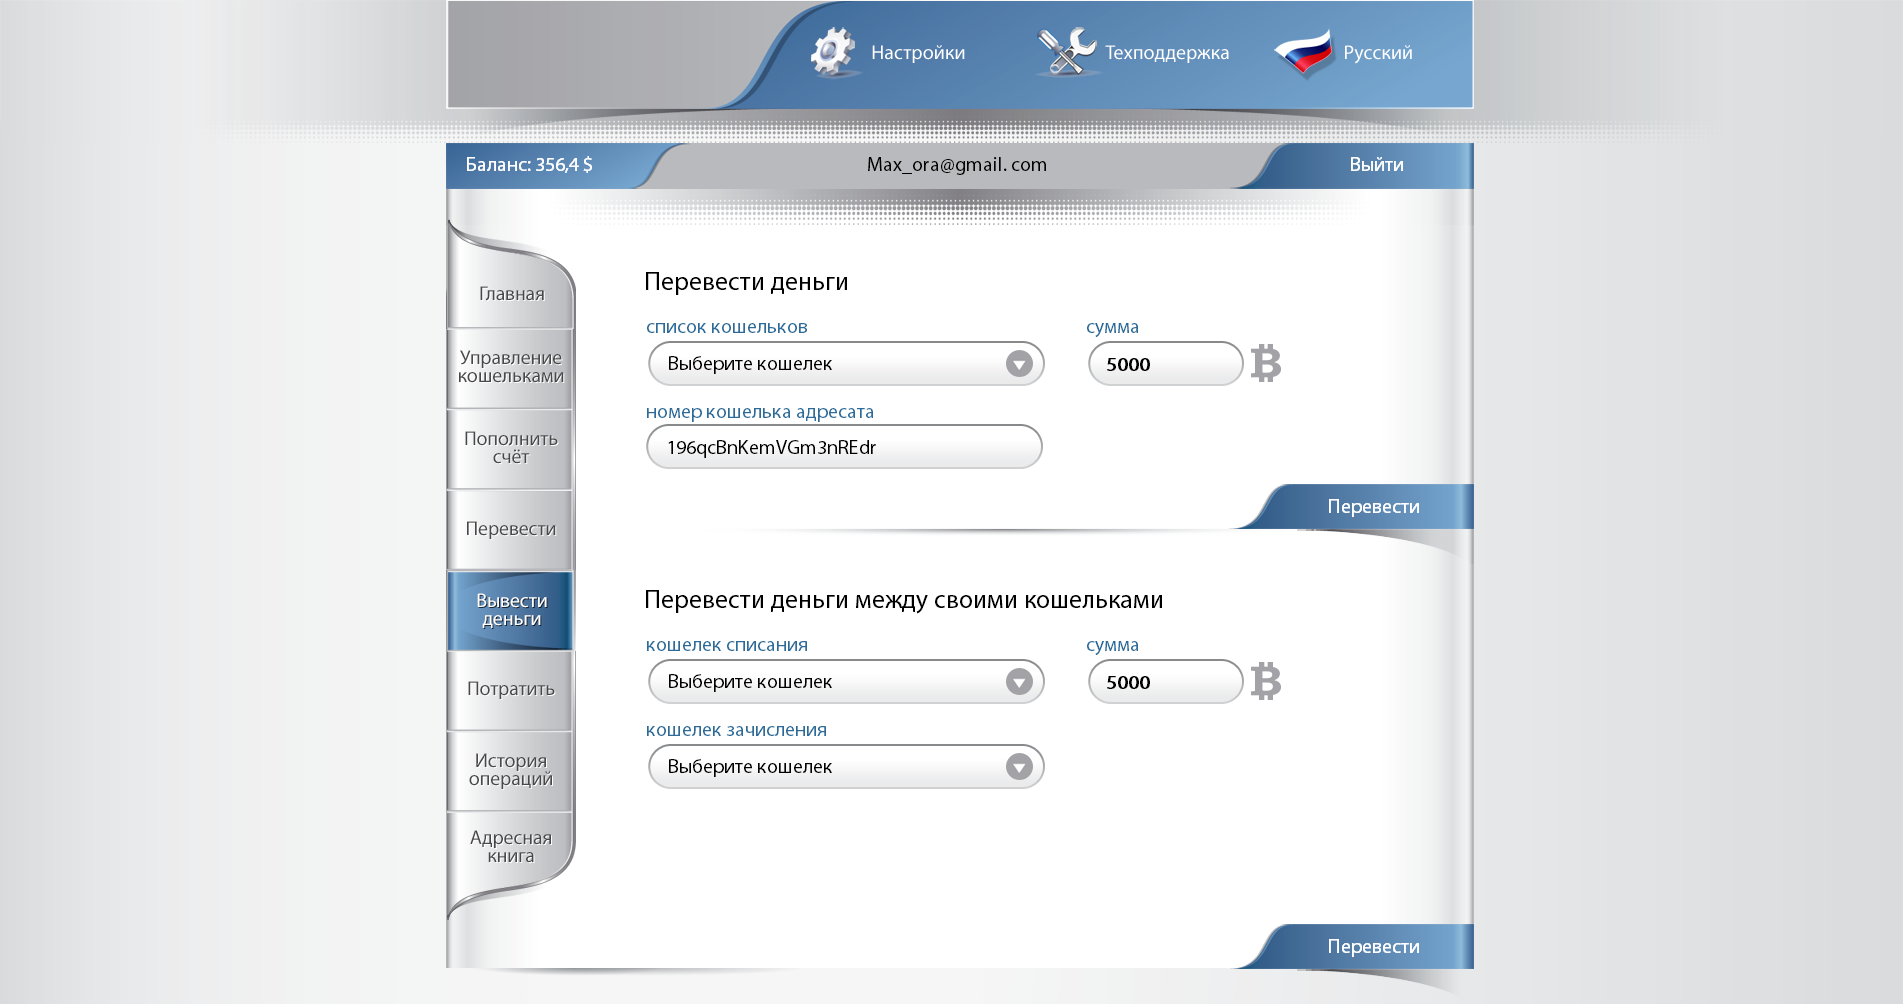 Настройки
Техподдержка
Русский
Баланс: 356,4 $
Max_ora@gmail. com
Выйти
Главная
Управление
кошельками
Пополнить
счёт
Перевести
Вывести
деньги
Потратить
История
операций
Адресная
книга
Перевести деньги
список кошельков
сумма
Выберите кошелек
5000
номер кошелька адресата
196qcBnKemVGm3nREdr
Перевести
Перевести деньги между своими кошельками
кошелек списания
сумма
Выберите кошелек
5000
кошелек зачисления
Выберите кошелек
Перевести